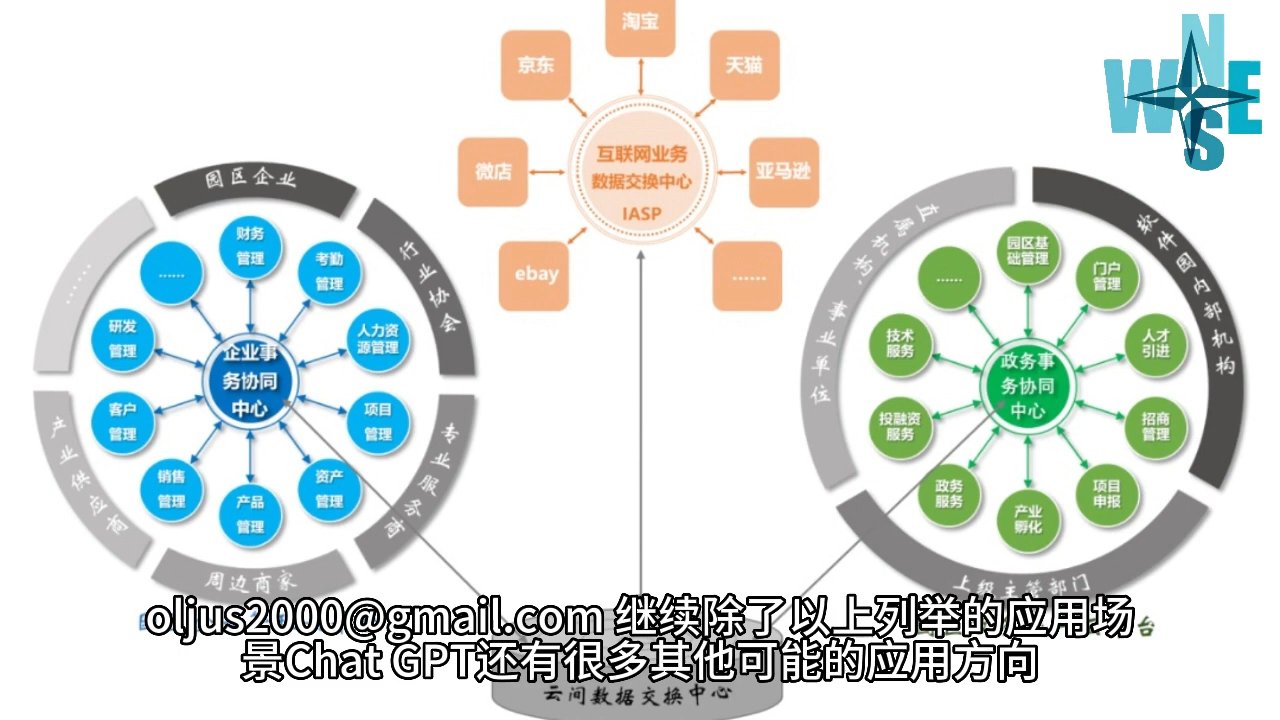 淘宝
京东
天猫
微店
互联网业务
数据交换中心
IASP
亚马逊
ebay
......
N
W E
S
园区企业
行业协会
专业服务商
周边商家
产业供应商
......
财务
管理
考勤
管理
人力资
源管理
项目
管理
资产
管理
产品
管理
销售
管理
客户
管理
研发
管理
......
企业事
务协同
中心
直属机构、事业单位
软件园内部机构
上级主管部门
园区基
础管理
门户
管理
人才
引进
招商
管理
项目
申报
产业
孵化
政务
服务
投融资
服务
技术
服务
......
政务事
务协同
中心
台
oljus2000@gmail.com 继续除了以上列举的应用场
景Chat GPT还有很多其他可能的应用方向
云间数据交换中心